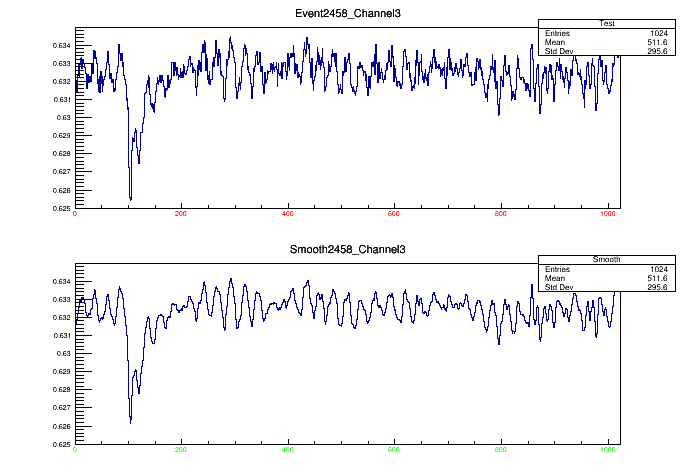 Event2458_Channel3
Test
Entries 1024
Mean 511.6
Std Dev 295.6
0.634
0.633
0.632
0.631
0.63
0.629
0.628
0.627
0.626
0.625
0 200 400 600 800 1000
Smooth2458_Channel3
Smooth
Entries 1024
Mean 511.6
Std Dev 295.6
0.634
0.633
0.632
0.631
0.63
0.629
0.628
0.627
0.626
0.625
0 200 400 600 800 1000